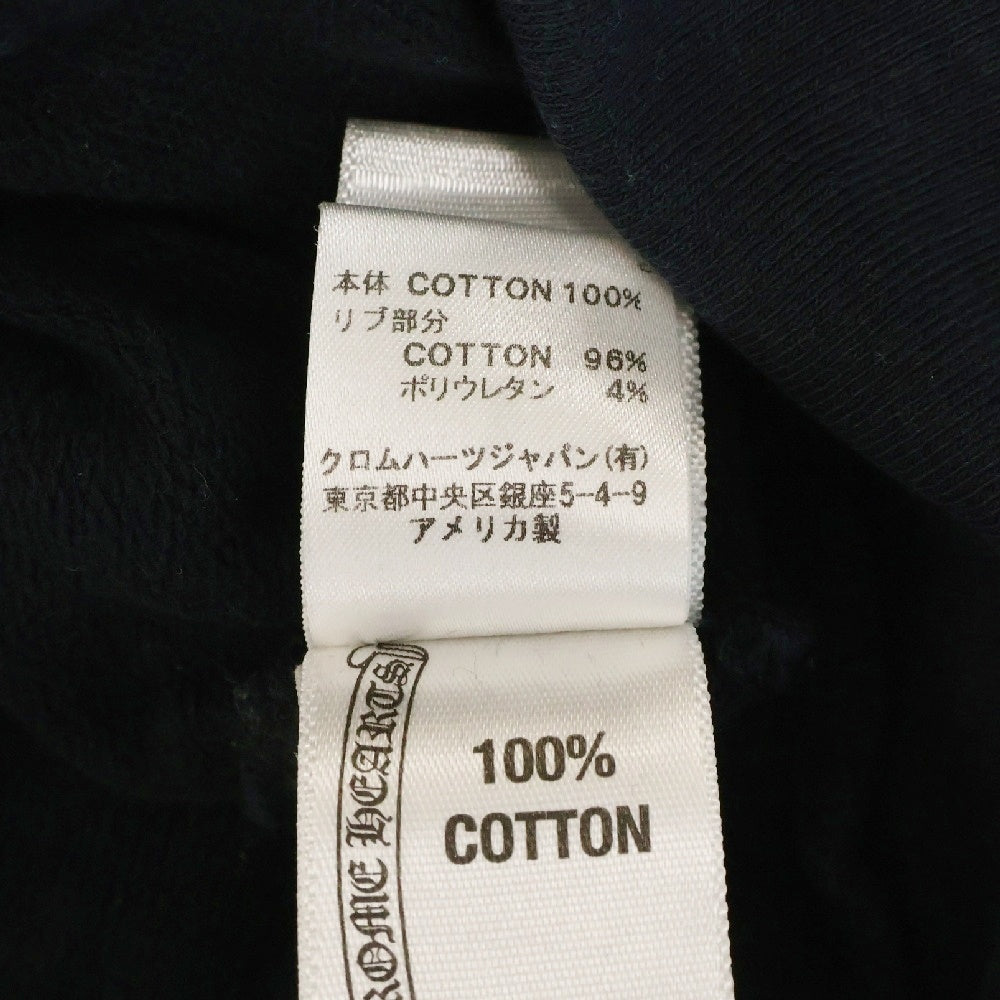 本体 COTTON 100%
リブ部分
COTTON 96%
ポリウレタン 4%
クロムハーツジャパン(有)
東京都中央区銀座5-4-9
アメリカ製
100%
COTTON
ROME HEARTS